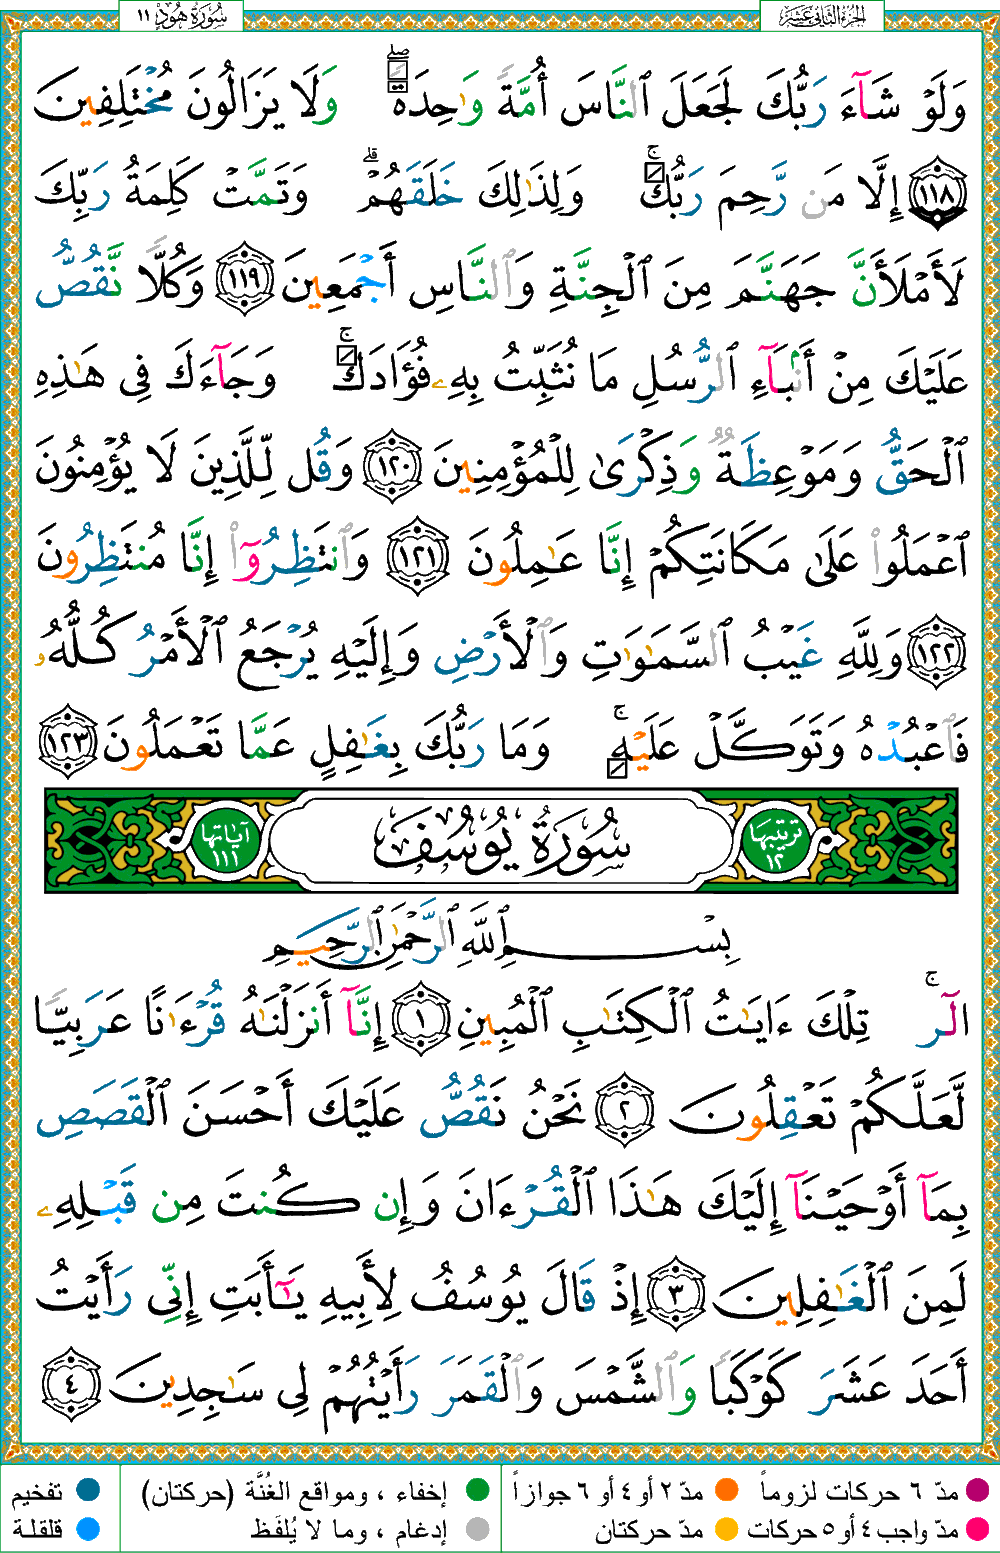 الجزء الثاني عشر
سُورَةُ هُودٍ ١١
وَلَوۡ شَآءَ رَبُّكَ لَجَعَلَ ٱلنَّاسَ أُمَّةٗ وَٰحِدَةٗۖ وَلَا يَزَالُونَ مُخۡتَلِفِينَ
١١٨ إِلَّا مَن رَّحِمَ رَبُّكَۚ وَلِذَٰلِكَ خَلَقَهُمۡۗ وَتَمَّتۡ كَلِمَةُ رَبِّكَ
لَأَمۡلَأَنَّ جَهَنَّمَ مِنَ ٱلۡجِنَّةِ وَٱلنَّاسِ أَجۡمَعِينَ ١١٩ وَكُلّٗا نَّقُصُّ
عَلَيۡكَ مِنۡ أَنۢبَآءِ ٱلرُّسُلِ مَا نُثَبِّتُ بِهِۦ فُؤَادَكَۚ وَجَآءَكَ فِي هَٰذِهِ
ٱلۡحَقُّ وَمَوۡعِظَةٞ وَذِكۡرَىٰ لِلۡمُؤۡمِنِينَ ١٢٠ وَقُل لِّلَّذِينَ لَا يُؤۡمِنُونَ
ٱعۡمَلُواْ عَلَىٰ مَكَانَتِكُمۡ إِنَّا عَٰمِلُونَ ١٢١ وَٱنتَظِرُوٓاْ إِنَّا مُنتَظِرُونَ
١٢٢ وَلِلَّهِ غَيۡبُ ٱلسَّمَٰوَٰتِ وَٱلۡأَرۡضِ وَإِلَيۡهِ يُرۡجَعُ ٱلۡأَمۡرُ كُلُّهُۥ
فَٱعۡبُدۡهُ وَتَوَكَّلۡ عَلَيۡهِۚ وَمَا رَبُّكَ بِغَٰفِلٍ عَمَّا تَعۡمَلُونَ ١٢٣
ترتيبها ١٢
سُورَةُ يُوسُفَ
آياتها ١١١
بِسۡمِ ٱللَّهِ ٱلرَّحۡمَٰنِ ٱلرَّحِيمِ
الٓرۚ تِلۡكَ ءَايَٰتُ ٱلۡكِتَٰبِ ٱلۡمُبِينِ ١ إِنَّآ أَنزَلۡنَٰهُ قُرۡءَٰنًا عَرَبِيّٗا
لَّعَلَّكُمۡ تَعۡقِلُونَ ٢ نَحۡنُ نَقُصُّ عَلَيۡكَ أَحۡسَنَ ٱلۡقَصَصِ
بِمَآ أَوۡحَيۡنَآ إِلَيۡكَ هَٰذَا ٱلۡقُرۡءَانَ وَإِن كُنتَ مِن قَبۡلِهِۦ
لَمِنَ ٱلۡغَٰفِلِينَ ٣ إِذۡ قَالَ يُوسُفُ لِأَبِيهِ يَٰٓأَبَتِ إِنِّي رَأَيۡتُ
أَحَدَ عَشَرَ كَوۡكَبٗا وَٱلشَّمۡسَ وَٱلۡقَمَرَ رَأَيۡتُهُمۡ لِي سَٰجِدِينَ ٤
مدّ ٦ حركات لزوماً مدّ ٢ أو ٤ أو ٦ جوازاً إخفاء ، ومواقع الغُنَّة (حركتان) تفخيم
مدّ واجب ٤ أو ٥ حركات مدّ حركتان إدغام ، وما لا يُلفَظ قلقلة